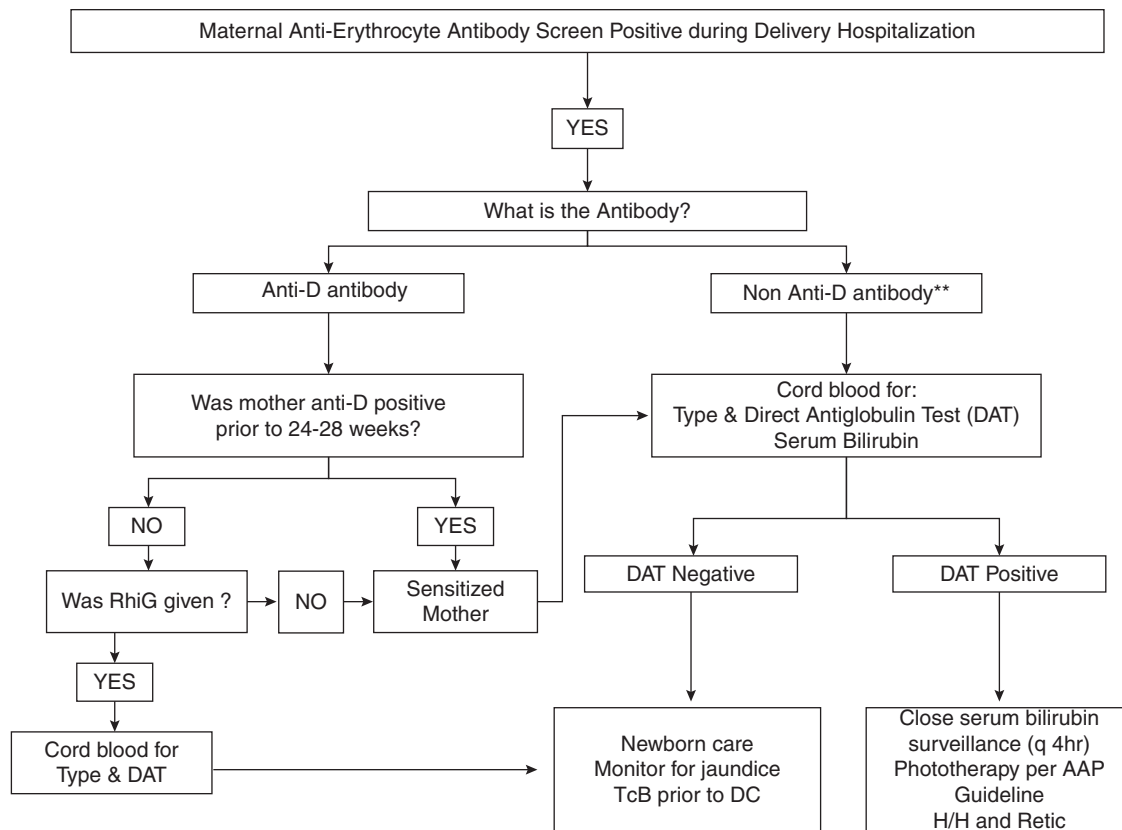 Maternal Anti-Erythrocyte Antibody Screen Positive during Delivery Hospitalization
YES
What is the Antibody?
Anti-D antibody
Non Anti-D antibody**
Was mother anti-D positive
prior to 24-28 weeks?
Cord blood for:
Type & Direct Antiglobulin Test (DAT)
Serum Bilirubin
NO
YES
DAT Negative
DAT Positive
Was RhiG given ?
NO
Sensitized
Mother
YES
Cord blood for
Type & DAT
Newborn care
Monitor for jaundice
TcB prior to DC
Close serum bilirubin
surveillance (q 4hr)
Phototherapy per AAP
Guideline
H/H and Retic